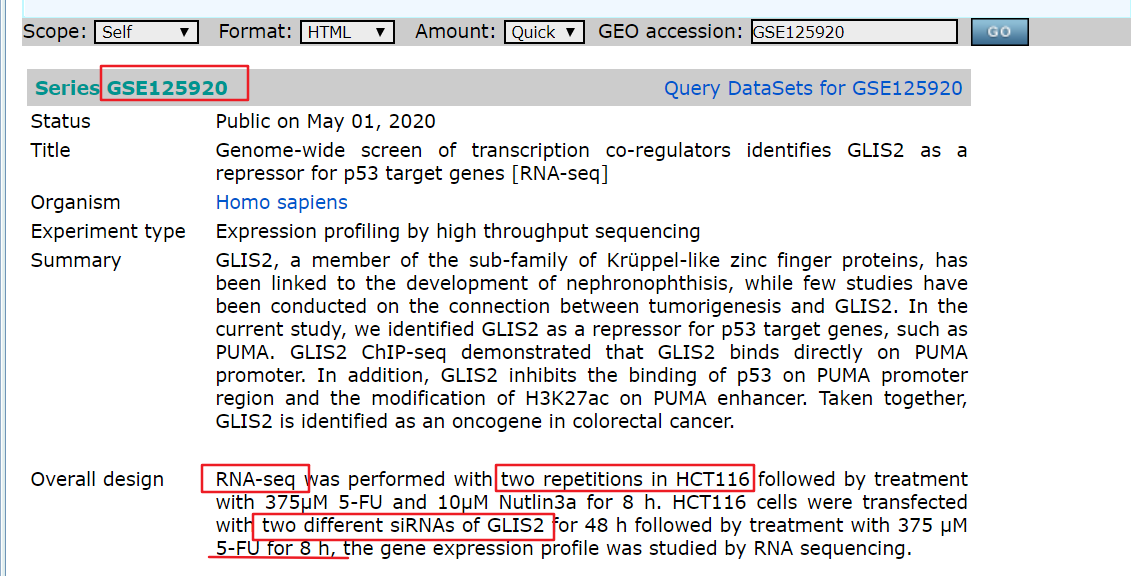 Scope: Self Format: HTML Amount: Quick GEO accession: GSE125920 GO
Series GSE125920 Query DataSets for GSE125920
Status Public on May 01, 2020
Title Genome-wide screen of transcription co-regulators identifies GLIS2 as a
repressor for p53 target genes [RNA-seq]
Organism Homo sapiens
Experiment type Expression profiling by high throughput sequencing
Summary GLIS2, a member of the sub-family of Krüppel-like zinc finger proteins, has
been linked to the development of nephronophthisis, while few studies have
been conducted on the connection between tumorigenesis and GLIS2. In the
current study, we identified GLIS2 as a repressor for p53 target genes, such as
PUMA. GLIS2 ChIP-seq demonstrated that GLIS2 binds directly on PUMA
promoter. In addition, GLIS2 inhibits the binding of p53 on PUMA promoter
region and the modification of H3K27ac on PUMA enhancer. Taken together,
GLIS2 is identified as an oncogene in colorectal cancer.
Overall design RNA-seq was performed with two repetitions in HCT116 followed by treatment
with 375µM 5-FU and 10µM Nutlin3a for 8 h. HCT116 cells were transfected
with two different siRNAs of GLIS2 for 48 h followed by treatment with 375 µM
5-FU for 8 h, the gene expression profile was studied by RNA sequencing.